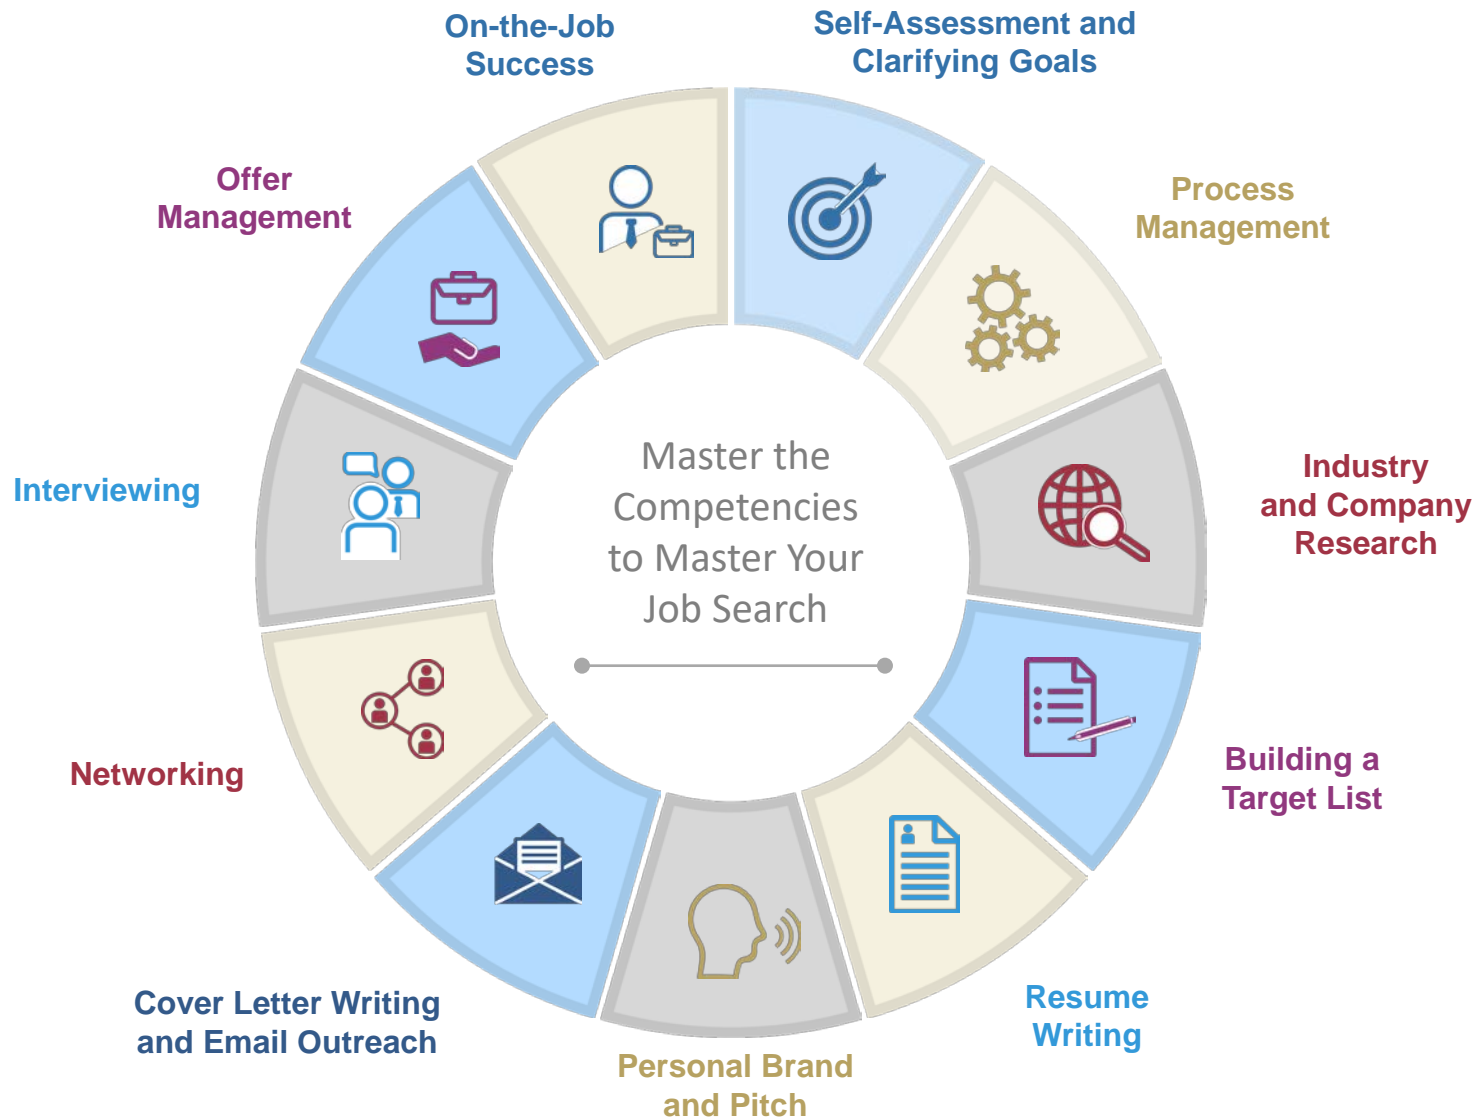 On-the-Job
Success
Self-Assessment and
Clarifying Goals
Process
Management
Industry
and Company
Research
Building a
Target List
Resume
Writing
Personal Brand
and Pitch
Cover Letter Writing
and Email Outreach
Networking
Interviewing
Offer
Management
Master the
Competencies
to Master Your
Job Search